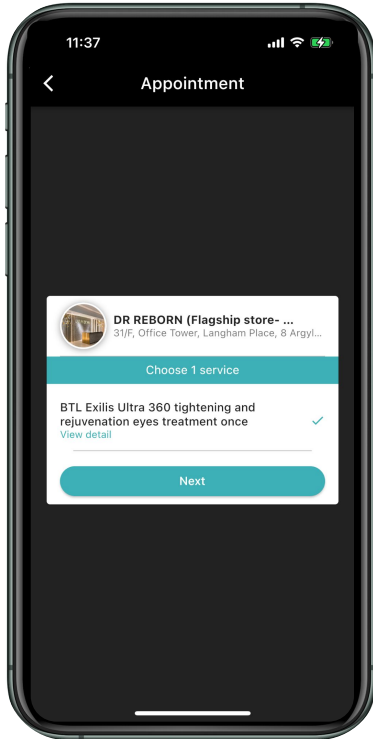 11:37
Appointment
DR REBORN (Flagship store- ...
31/F, Office Tower, Langham Place, 8 Argyl...
Choose 1 service
BTL Exilis Ultra 360 tightening and
rejuvenation eyes treatment once
View detail
Next